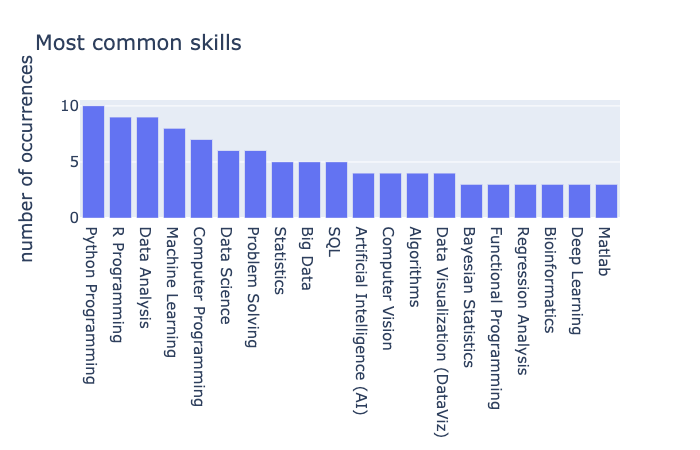 Most common skills
number of occurrences
10
5
0
Python Programming
R Programming
Data Analysis
Machine Learning
Computer Programming
Data Science
Problem Solving
Statistics
Big Data
SQL
Artificial Intelligence (AI)
Computer Vision
Algorithms
Data Visualization (DataViz)
Bayesian Statistics
Functional Programming
Regression Analysis
Bioinformatics
Deep Learning
Matlab